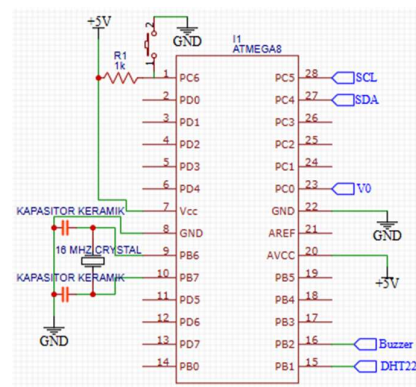 +5V
2
GND
1
R1
1k
I1
ATMEGA8
1 PC6 PC5 28 SCL
2 PD0 PC4 27 SDA
3 PD1 PC3 26
4 PD2 PC2 25
5 PD3 PC1 24
6 PD4 PC0 23 V0
KAPASITOR KERAMIK 7 Vcc GND 22
8 GND AREF 21 GND
16 MHZ CRYSTAL 9 PB6 AVCC 20
KAPASITOR KERAMIK 10 PB7 PB5 19
11 PD5 PB4 18 +5V
12 PD6 PB3 17
GND 13 PD7 PB2 16 Buzzer
14 PB0 PB1 15 DHT22